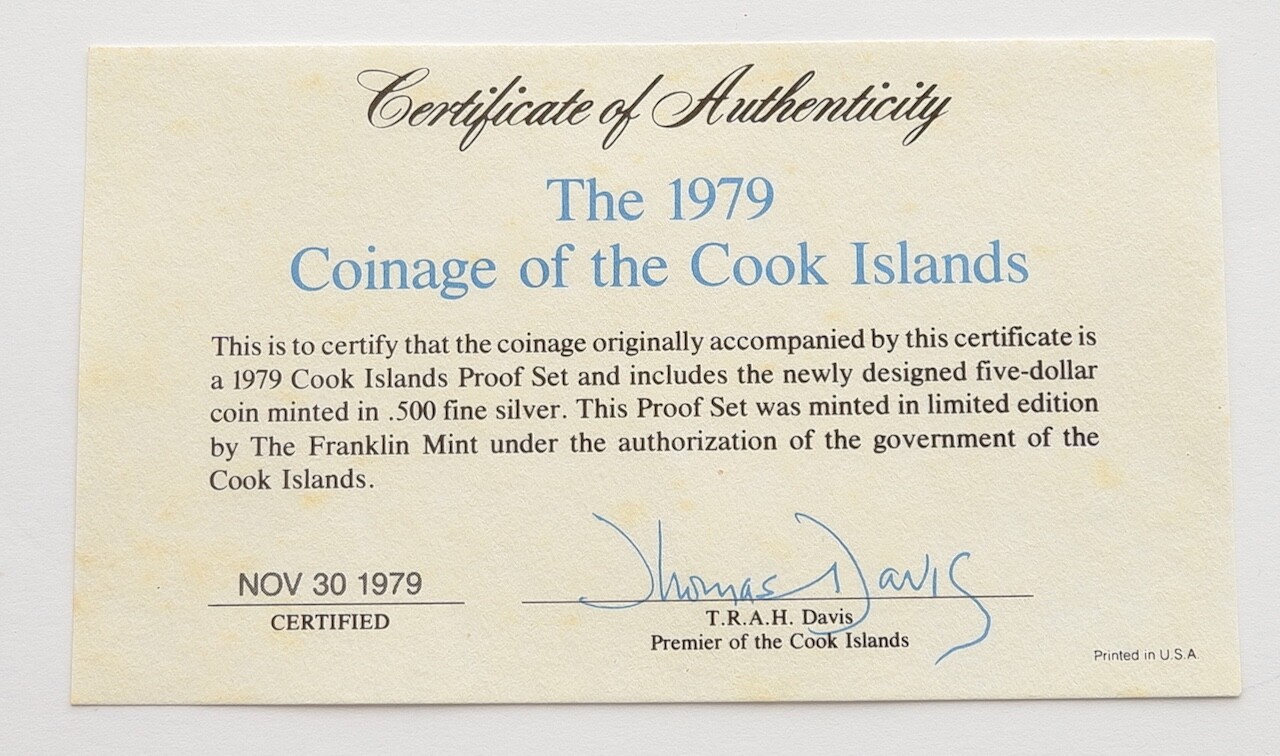 Certificate of Authenticity
The 1979
Coinage of the Cook Islands
This is to certify that the coinage originally accompanied by this certificate is
a 1979 Cook Islands Proof Set and includes the newly designed five-dollar
coin minted in .500 fine silver. This Proof Set was minted in limited edition
by The Franklin Mint under the authorization of the government of the
Cook Islands.
NOV 30 1979
CERTIFIED
Thomas Davis
T.R.A.H. Davis
Premier of the Cook Islands
Printed in U.S.A.